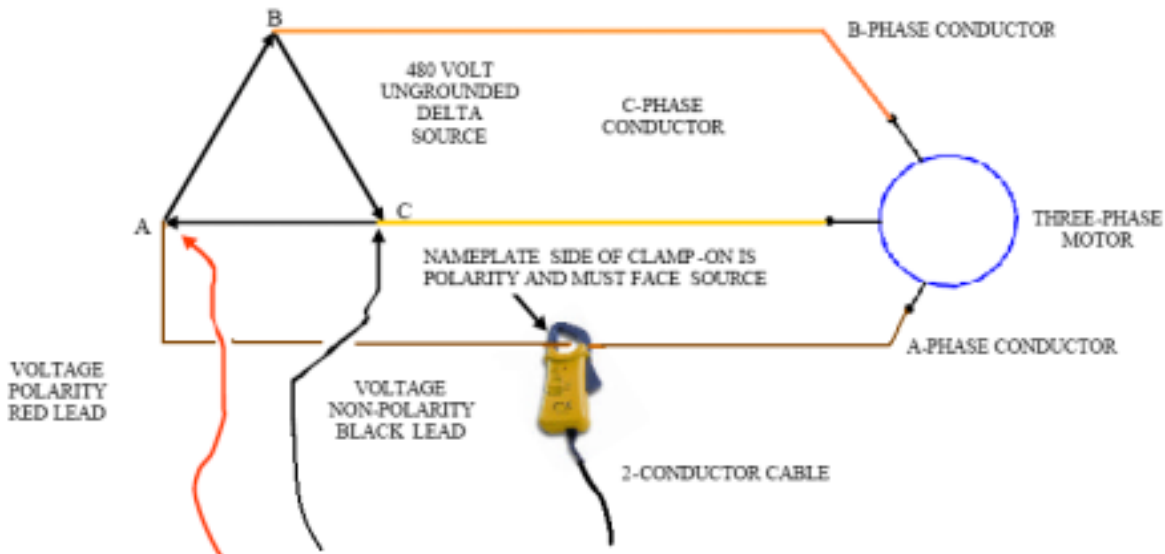 B
B-PHASE CONDUCTOR
480 VOLT
UNGROUNDED
DELTA
SOURCE
C-PHASE
CONDUCTOR
A
C
THREE-PHASE
MOTOR
NAMEPLATE SIDE OF CLAMP-ON IS
POLARITY AND MUST FACE SOURCE
A-PHASE CONDUCTOR
VOLTAGE
POLARITY
RED LEAD
VOLTAGE
NON-POLARITY
BLACK LEAD
2-CONDUCTOR CABLE